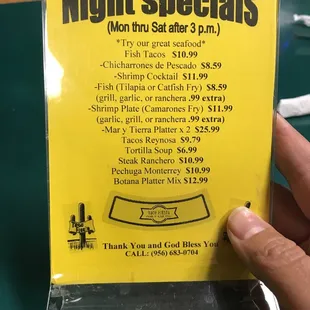 Night specials
(Mon thru Sat after 3 p.m.)
*Try our great seafood*
Fish Tacos $10.99
-Chicharrones de Pescado $8.59
-Shrimp Cocktail $11.99
-Fish (Tilapia or Catfish Fry) $8.59
(grill, garlic, or ranchera .99 extra)
-Shrimp Plate (Camarones Fry) $11.99
(garlic, grill, or ranchera .99 extra)
-Mar y Tierra Platter x 2 $25.99
Tacos Reynosa $9.79
Tortilla Soup $6.99
Steak Ranchero $10.99
Pechuga Monterrey $10.99
Botana Platter Mix $12.99
Thank You and God Bless You
CALL: (956) 683-0704